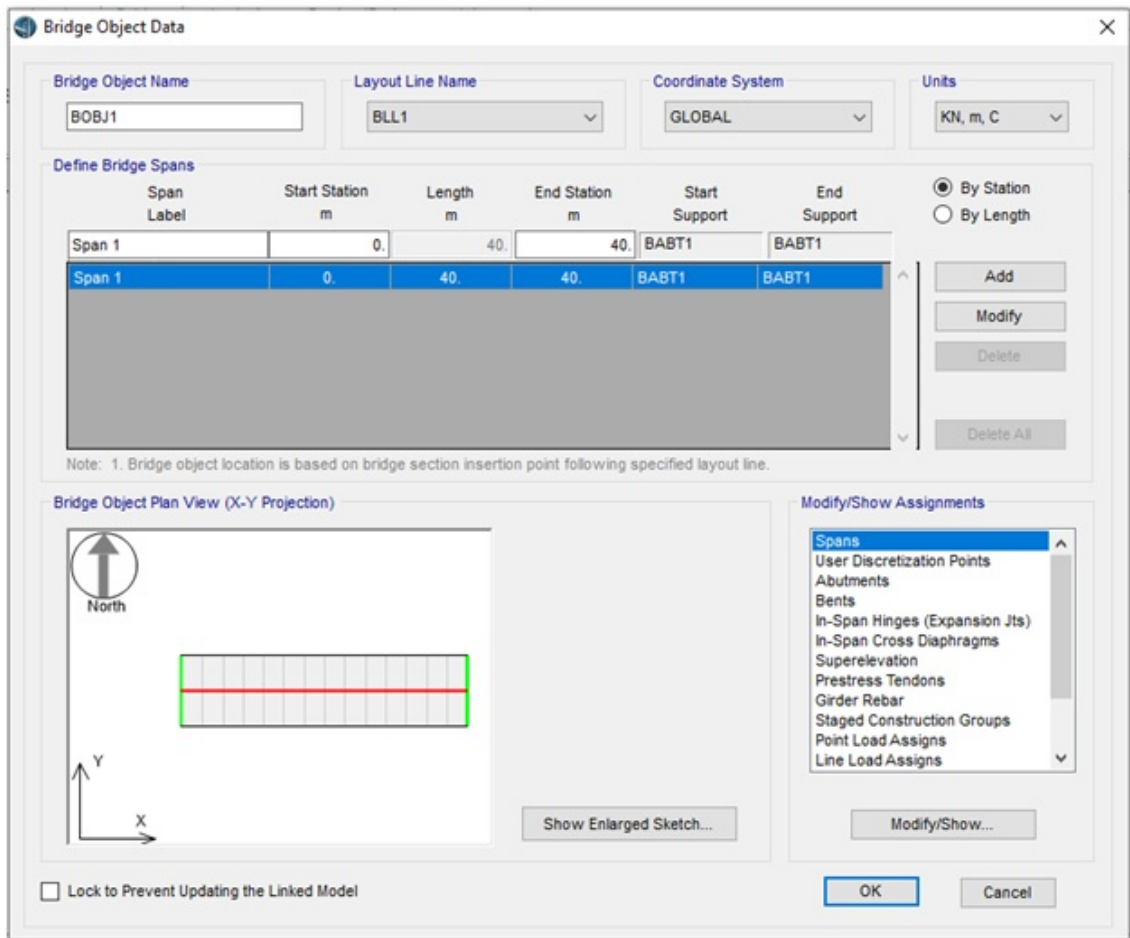 Bridge Object Data
Bridge Object Name
Layout Line Name
Coordinate System
Units
BOBJ1
BLL1
GLOBAL
KN, m, C
Define Bridge Spans
Span Label
Start Station m
Length m
End Station m
Start Support
End Support
By Station
By Length
Span 1 0. 40. 40. BABT1 BABT1
Span 1 0. 40. 40. BABT1 BABT1
Add
Modify
Delete
Delete All
Note: 1. Bridge object location is based on bridge section insertion point following specified layout line.
Bridge Object Plan View (X-Y Projection)
North
Y
X
Show Enlarged Sketch...
Modify/Show Assignments
Spans
User Discretization Points
Abutments
Bents
In-Span Hinges (Expansion Jts)
In-Span Cross Diaphragms
Superelevation
Prestress Tendons
Girder Rebar
Staged Construction Groups
Point Load Assigns
Line Load Assigns
Modify/Show...
Lock to Prevent Updating the Linked Model
OK
Cancel